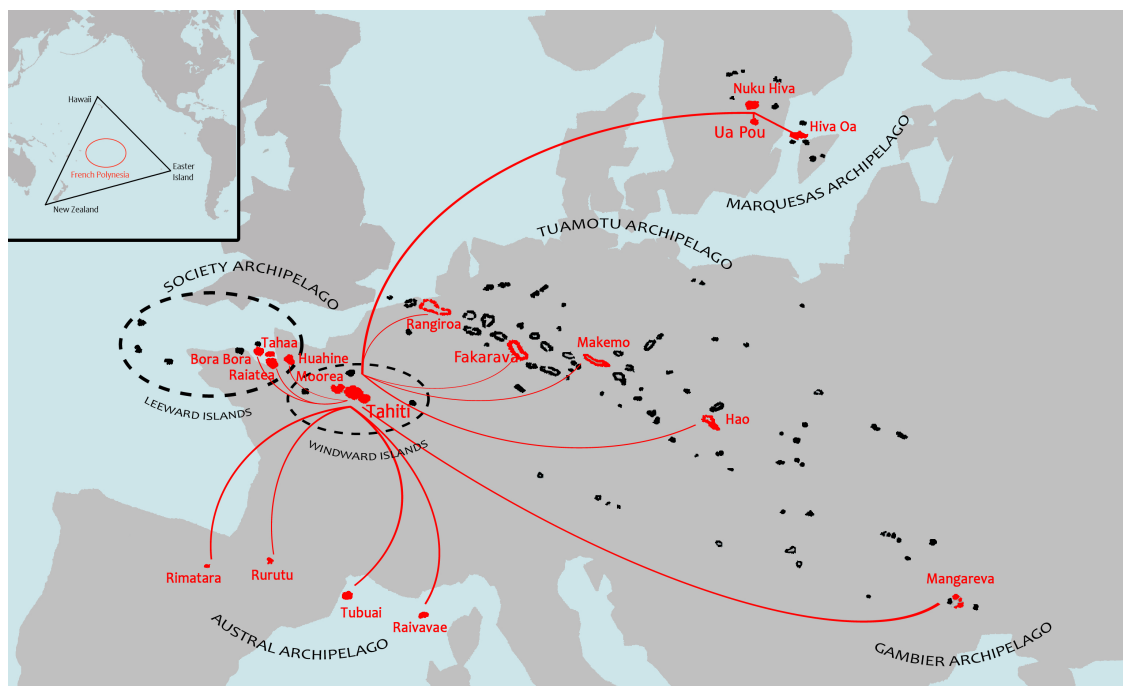 Hawaii
Easter
Island
French Polynesia
New Zealand
Nuku Hiva
Ua Pou
Hiva Oa
MARQUESAS ARCHIPELAGO
TUAMOTU ARCHIPELAGO
SOCIETY ARCHIPELAGO
Rangiroa
Fakarava
Makemo
Tahaa
Bora Bora
Huahine
Raiatea
Moorea
Tahiti
Hao
LEEWARD ISLANDS
WINDWARD ISLANDS
Rimatara
Rurutu
Tubuai
Raivavae
Mangareva
AUSTRAL ARCHIPELAGO
GAMBIER ARCHIPELAGO